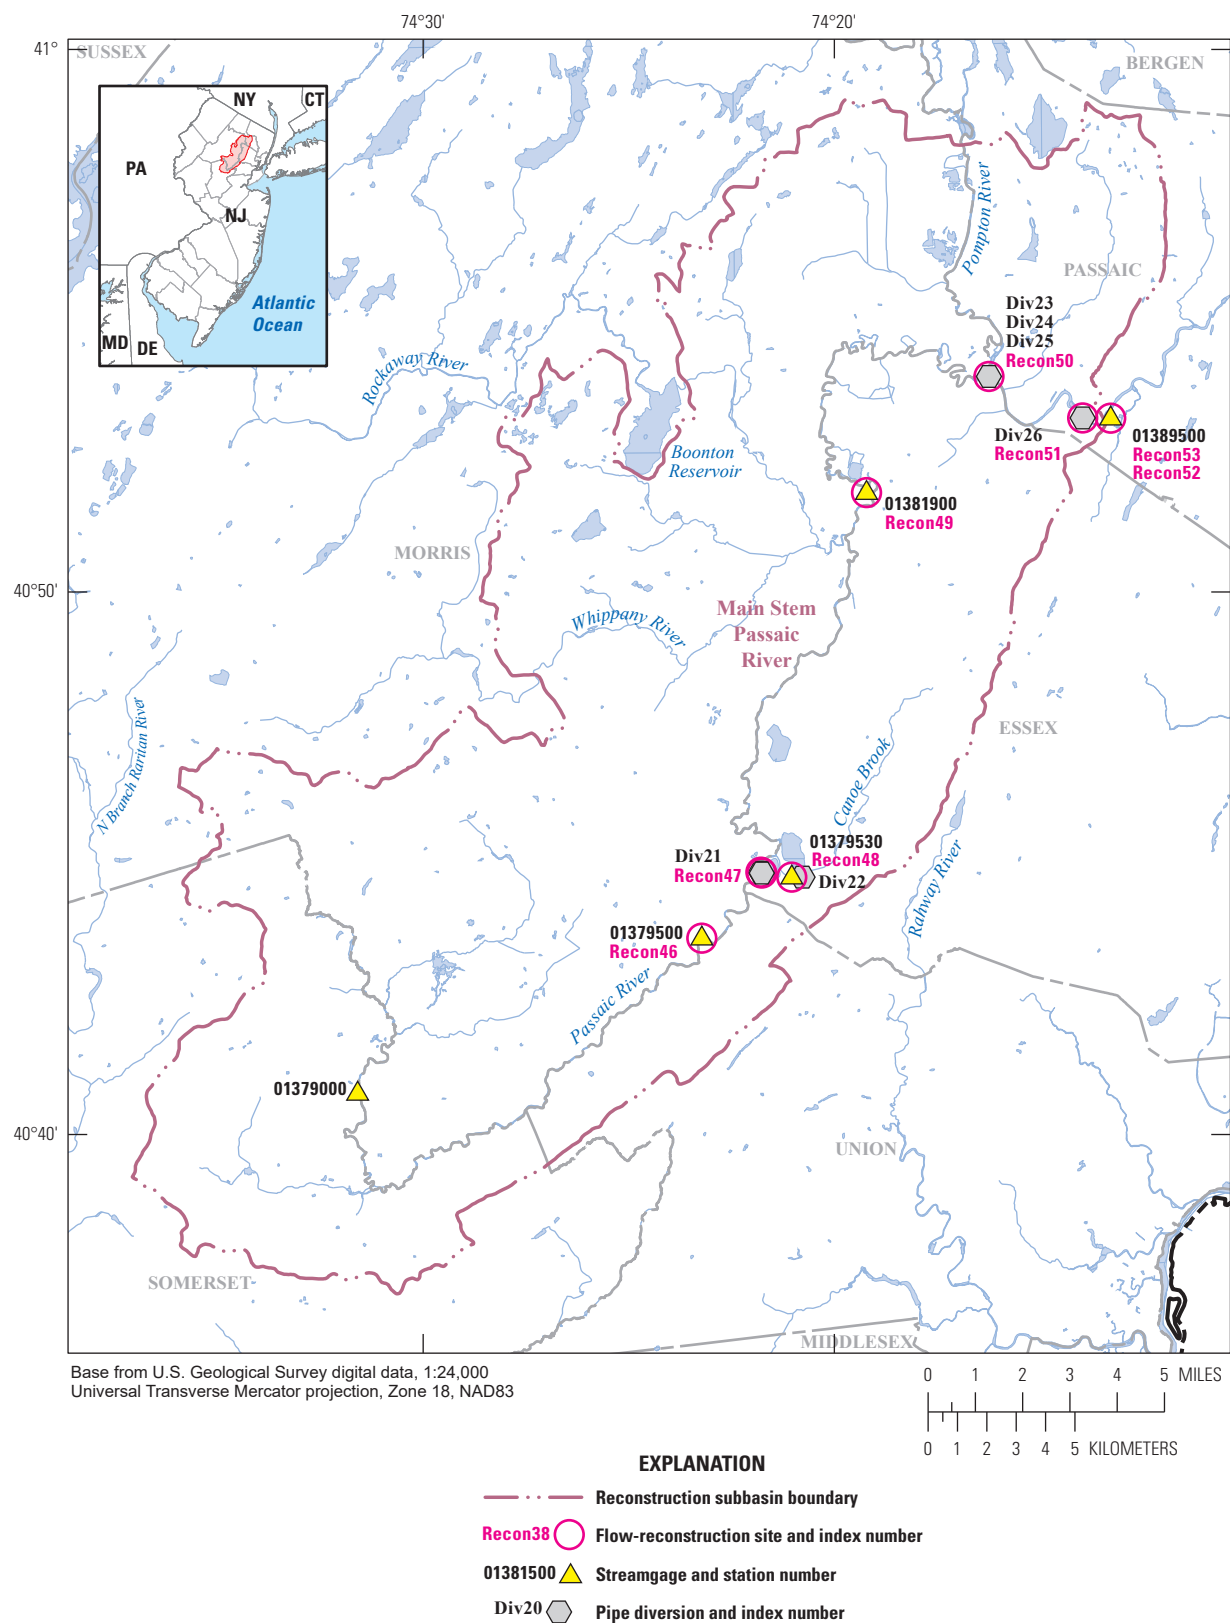 74°30'
74°20'
41°
SUSSEX
BERGEN
NY
CT
PA
NJ
Atlantic
Ocean
MD
DE
Pompton River
PASSAIC
Div23
Div24
Div25
Recon50
Rockaway River
Div26
Recon51
01389500
Recon53
Recon52
Boonton
Reservoir
01381900
Recon49
MORRIS
40°50'
Main Stem
Passaic
River
Whippany River
ESSEX
N Branch Raritan River
Canoe Brook
01379530
Recon48
Div21
Recon47
Div22
Rahway River
01379500
Recon46
Passaic River
01379000
40°40'
UNION
SOMERSET
MIDDLESEX
Base from U.S. Geological Survey digital data, 1:24,000
Universal Transverse Mercator projection, Zone 18, NAD83
0 1 2 3 4 5 MILES
0 1 2 3 4 5 KILOMETERS
EXPLANATION
Reconstruction subbasin boundary
Recon38 Flow-reconstruction site and index number
01381500 Streamgage and station number
Div20 Pipe diversion and index number